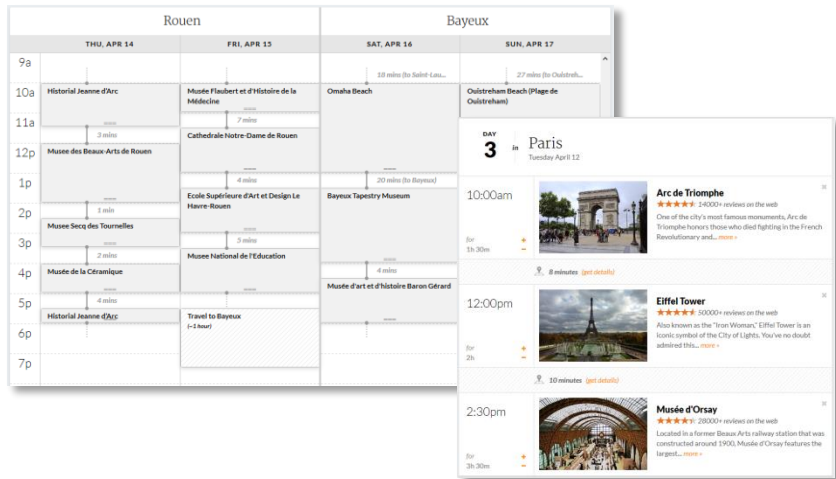 Rouen
Bayeux
THU, APR 14
FRI, APR 15
SAT, APR 16
SUN, APR 17
9a
10a
11a
12p
1p
2p
3p
4p
5p
6p
7p
Historial Jeanne d'Arc
3 mins
Musee des Beaux-Arts de Rouen
1 min
Musee Secq des Tournelles
2 mins
Musée de la Céramique
4 mins
Historial Jeanne d'Arc
Musée Flaubert et d'Histoire de la
Médecine
7 mins
Cathedrale Notre-Dame de Rouen
4 mins
Ecole Supérieure d'Art et Design Le
Havre-Rouen
5 mins
Musee National de l'Education
Travel to Bayeux
(~1 hour)
18 mins (to Saint-Lau...
Omaha Beach
20 mins (to Bayeux)
Bayeux Tapestry Museum
4 mins
Musée d'art et d'histoire Baron Gérard
27 mins (to Ouistreh...
Ouistreham Beach (Plage de
Ouistreham)
DAY
3
in
Paris
Tuesday April 12
10:00am
for
1h 30m
+
−
Arc de Triomphe
14000+ reviews on the web
One of the city's most famous monuments, Arc de
Triomphe honors those who died fighting in the French
Revolutionary and... more »
8 minutes (get details)
12:00pm
for
2h
+
−
Eiffel Tower
50000+ reviews on the web
Also known as the "Iron Woman," Eiffel Tower is an
iconic symbol of the City of Lights. You've no doubt
admired this... more »
10 minutes (get details)
2:30pm
for
3h 30m
+
−
Musée d'Orsay
28000+ reviews on the web
Located in a former Beaux Arts railway station that was
constructed around 1900, Musée d'Orsay features the
largest... more »